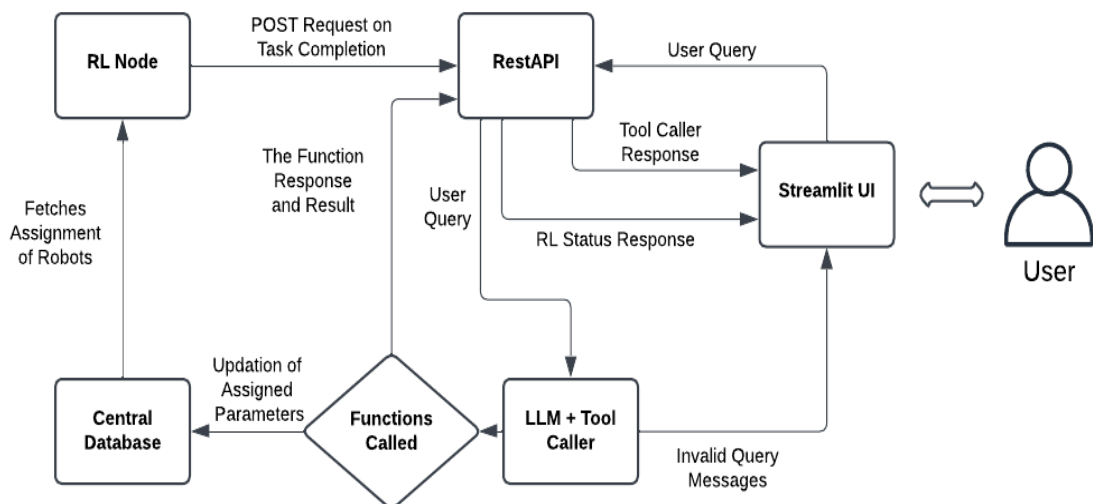 POST Request on
Task Completion
RL Node
RestAPI
User Query
Tool Caller
Response
The Function
Response
and Result
User
Query
Streamlit UI
Fetches
Assignment
of Robots
RL Status Response
User
Updation of
Assigned
Parameters
Central
Database
Functions
Called
LLM + Tool
Caller
Invalid Query
Messages